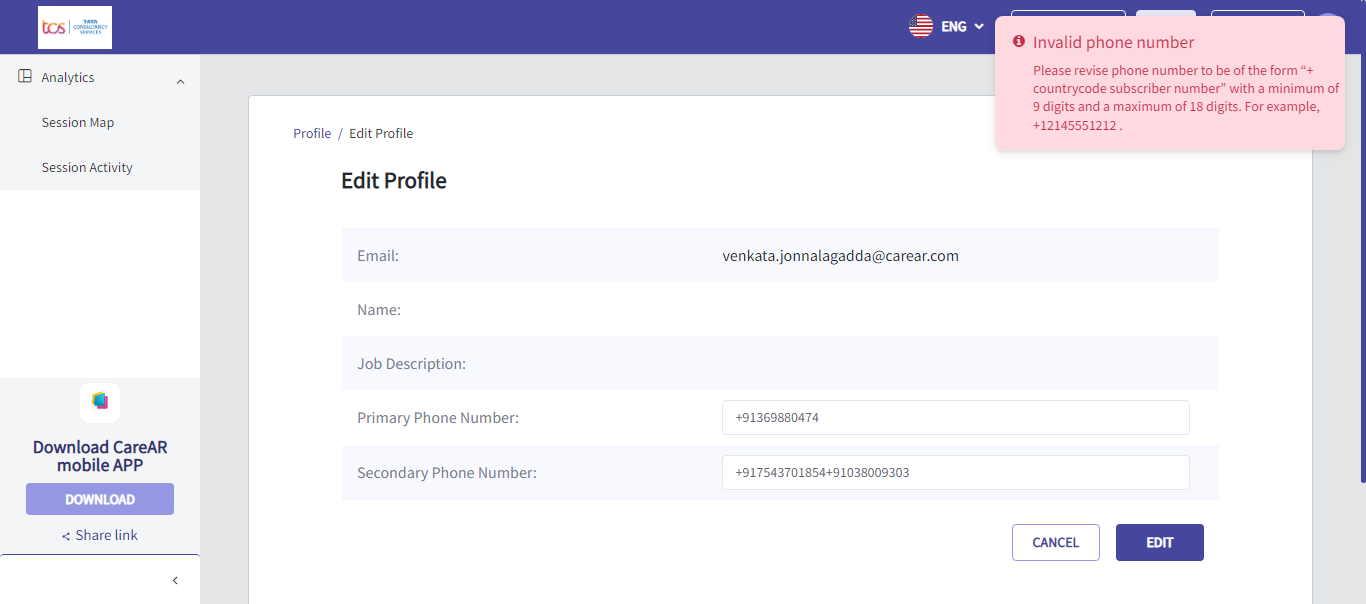 tcs TATA CONSULTANCY SERVICES
ENG
Invalid phone number
Please revise phone number to be of the form “+
countrycode subscriber number” with a minimum of
9 digits and a maximum of 18 digits. For example,
+12145551212 .
Analytics
Session Map
Session Activity
Profile / Edit Profile
Edit Profile
Email: venkata.jonnalagadda@carear.com
Name:
Job Description:
Primary Phone Number: +91369880474
Secondary Phone Number: +917543701854+91038009303
CANCEL EDIT
Download CareAR
mobile APP
DOWNLOAD
Share link